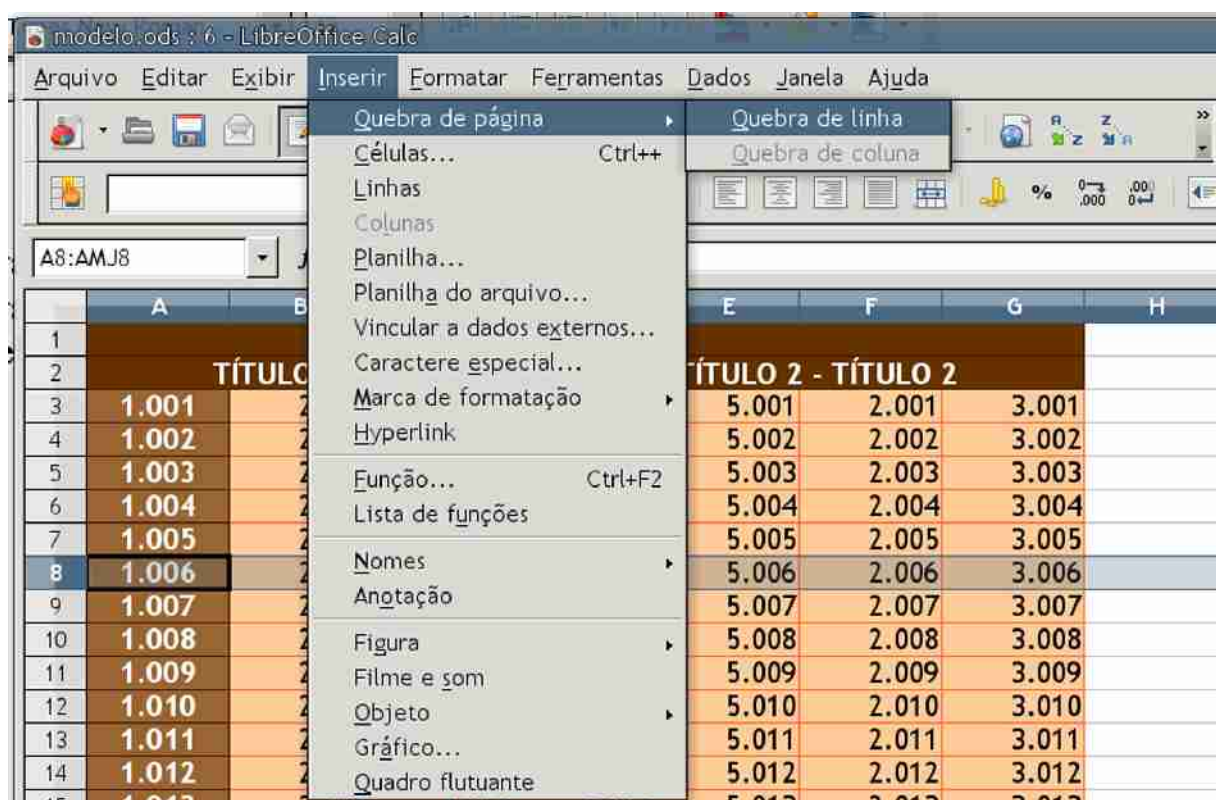 modelo.ods : 6 - LibreOffice Calc
Arquivo Editar Exibir Inserir Formatar Ferramentas Dados Janela Ajuda
Quebra de página
Quebra de linha
Células... Ctrl++
Quebra de coluna
Linhas
Colunas
Planilha...
Planilha do arquivo...
Vincular a dados externos...
Caractere especial...
Marca de formatação
Hyperlink
Função... Ctrl+F2
Lista de funções
Nomes
Anotação
Figura
Filme e som
Objeto
Gráfico...
Quadro flutuante
A8:AMJ8
A B E F G H
1
2 TÍTULO 2 - TÍTULO 2
3 1.001 5.001 2.001 3.001
4 1.002 5.002 2.002 3.002
5 1.003 5.003 2.003 3.003
6 1.004 5.004 2.004 3.004
7 1.005 5.005 2.005 3.005
8 1.006 5.006 2.006 3.006
9 1.007 5.007 2.007 3.007
10 1.008 5.008 2.008 3.008
11 1.009 5.009 2.009 3.009
12 1.010 5.010 2.010 3.010
13 1.011 5.011 2.011 3.011
14 1.012 5.012 2.012 3.012